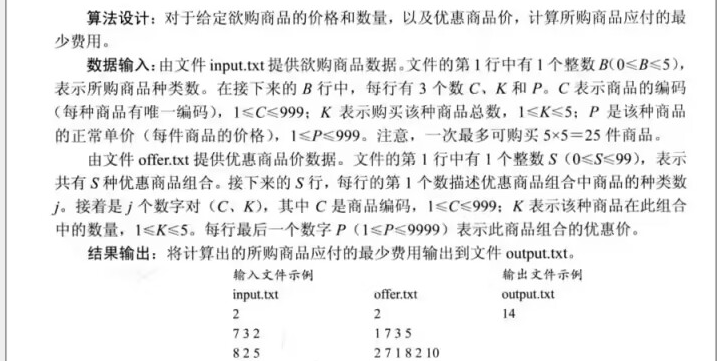 算法设计：对于给定欲购商品的价格和数量，以及优惠商品价，计算所购商品应付的最
少费用。
数据输入：由文件 input.txt 提供欲购商品数据。文件的第 1 行中有 1 个整数 B(0≤B≤5)，
表示所购商品种类数。在接下来的 B 行中，每行有 3 个数 C、K 和 P。C 表示商品的编码
（每种商品有唯一编码），1≤C≤999；K 表示购买该种商品总数，1≤K≤5；P 是该种商品
的正常单价（每件商品的价格），1≤P≤999。注意，一次最多可购买 5×5＝25 件商品。
由文件 offer.txt 提供优惠商品价数据。文件的第 1 行中有 1 个整数 S（0≤S≤99），表示
共有 S 种优惠商品组合。接下来的 S 行，每行的第 1 个数描述优惠商品组合中商品的种类数
j。接着是 j 个数字对（C、K），其中 C 是商品编码，1≤C≤999；K 表示该种商品在此组合
中的数量，1≤K≤5。每行最后一个数字 P（1≤P≤9999）表示此商品组合的优惠价。
结果输出：将计算出的所购商品应付的最少费用输出到文件 output.txt。
输入文件示例 输出文件示例
input.txt offer.txt output.txt
2 2 14
7 3 2 1 7 3 5
8 2 5 2 7 1 8 2 10